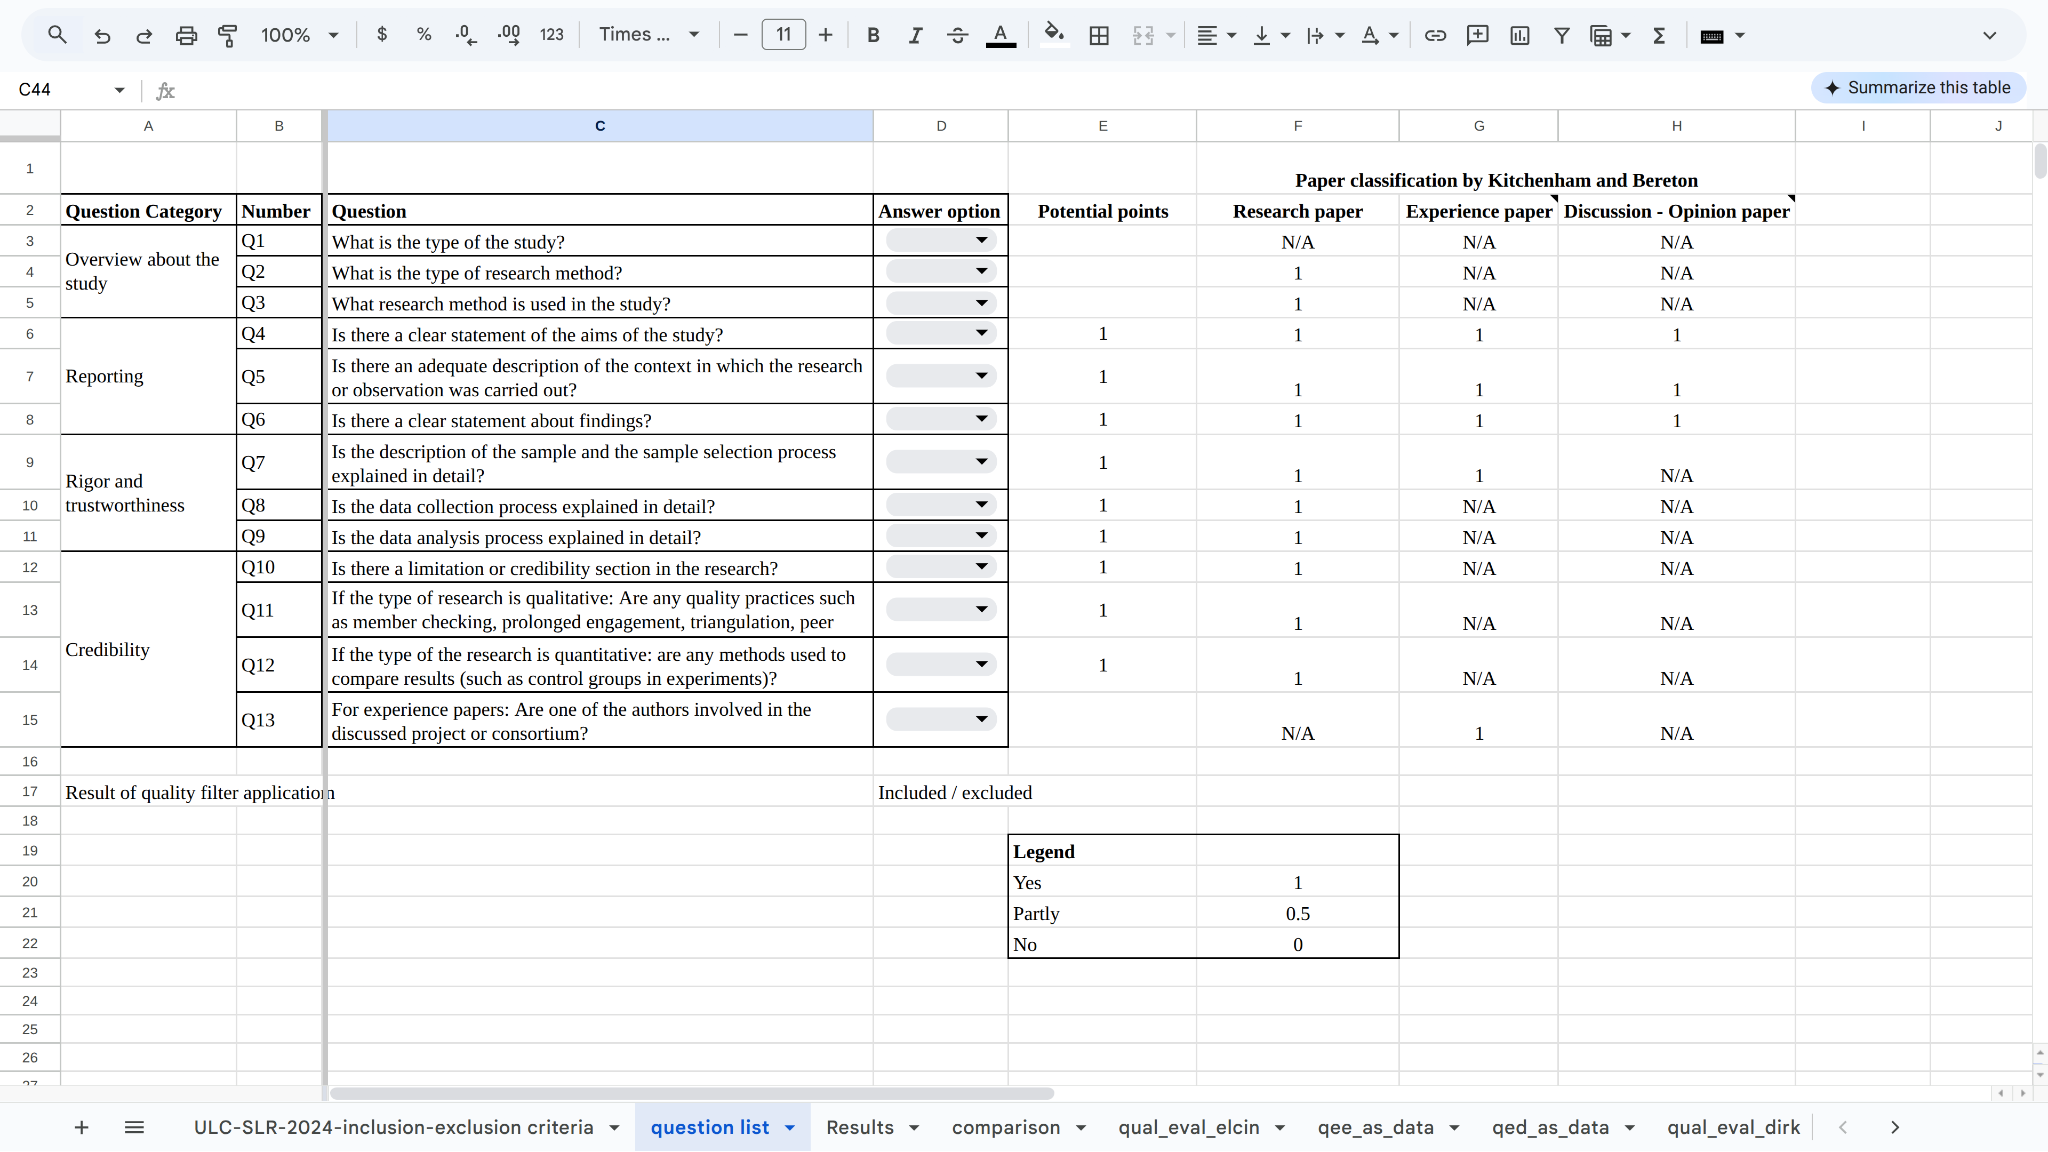 100% $ % .0 .00 123 Times ... 11 B I A A
C44 fx Summarize this table
A B C D E F G H I J
1 Paper classification by Kitchenham and Bereton
2 Question Category Number Question Answer option Potential points Research paper Experience paper Discussion - Opinion paper
3 Overview about the study Q1 What is the type of the study? N/A N/A N/A
4 Q2 What is the type of research method? 1 N/A N/A
5 Q3 What research method is used in the study? 1 N/A N/A
6 Reporting Q4 Is there a clear statement of the aims of the study? 1 1 1 1
7 Q5 Is there an adequate description of the context in which the research
or observation was carried out? 1 1 1 1
8 Q6 Is there a clear statement about findings? 1 1 1 1
9 Rigor and trustworthiness Q7 Is the description of the sample and the sample selection process
explained in detail? 1 1 1 N/A
10 Q8 Is the data collection process explained in detail? 1 1 N/A N/A
11 Q9 Is the data analysis process explained in detail? 1 1 N/A N/A
12 Credibility Q10 Is there a limitation or credibility section in the research? 1 1 N/A N/A
13 Q11 If the type of research is qualitative: Are any quality practices such
as member checking, prolonged engagement, triangulation, peer 1 1 N/A N/A
14 Q12 If the type of the research is quantitative: are any methods used to
compare results (such as control groups in experiments)? 1 1 N/A N/A
15 Q13 For experience papers: Are one of the authors involved in the
discussed project or consortium? N/A 1 N/A
16
17 Result of quality filter application Included / excluded
18
19 Legend
20 Yes 1
21 Partly 0.5
22 No 0
23
24
25
26
27
ULC-SLR-2024-inclusion-exclusion criteria question list Results comparison qual_eval_elcin qee_as_data qed_as_data qual_eval_dirk